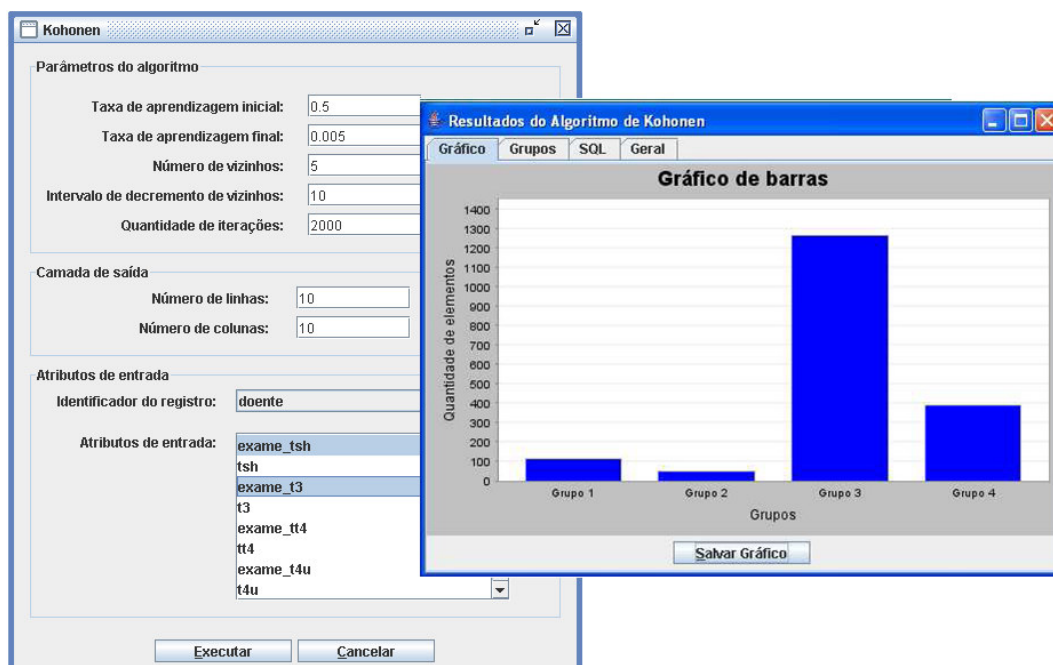 Kohonen
Parâmetros do algoritmo
Taxa de aprendizagem inicial: 0.5
Taxa de aprendizagem final: 0.005
Número de vizinhos: 5
Intervalo de decremento de vizinhos: 10
Quantidade de iterações: 2000
Camada de saída
Número de linhas: 10
Número de colunas: 10
Atributos de entrada
Identificador do registro: doente
Atributos de entrada: exame_tsh
tsh
exame_t3
t3
exame_tt4
tt4
exame_t4u
t4u
Executar Cancelar
Resultados do Algoritmo de Kohonen
Gráfico Grupos SQL Geral
Gráfico de barras
Quantidade de elementos
1400
1300
1200
1100
1000
900
800
700
600
500
400
300
200
100
0
Grupo 1 Grupo 2 Grupo 3 Grupo 4
Grupos
Salvar Gráfico